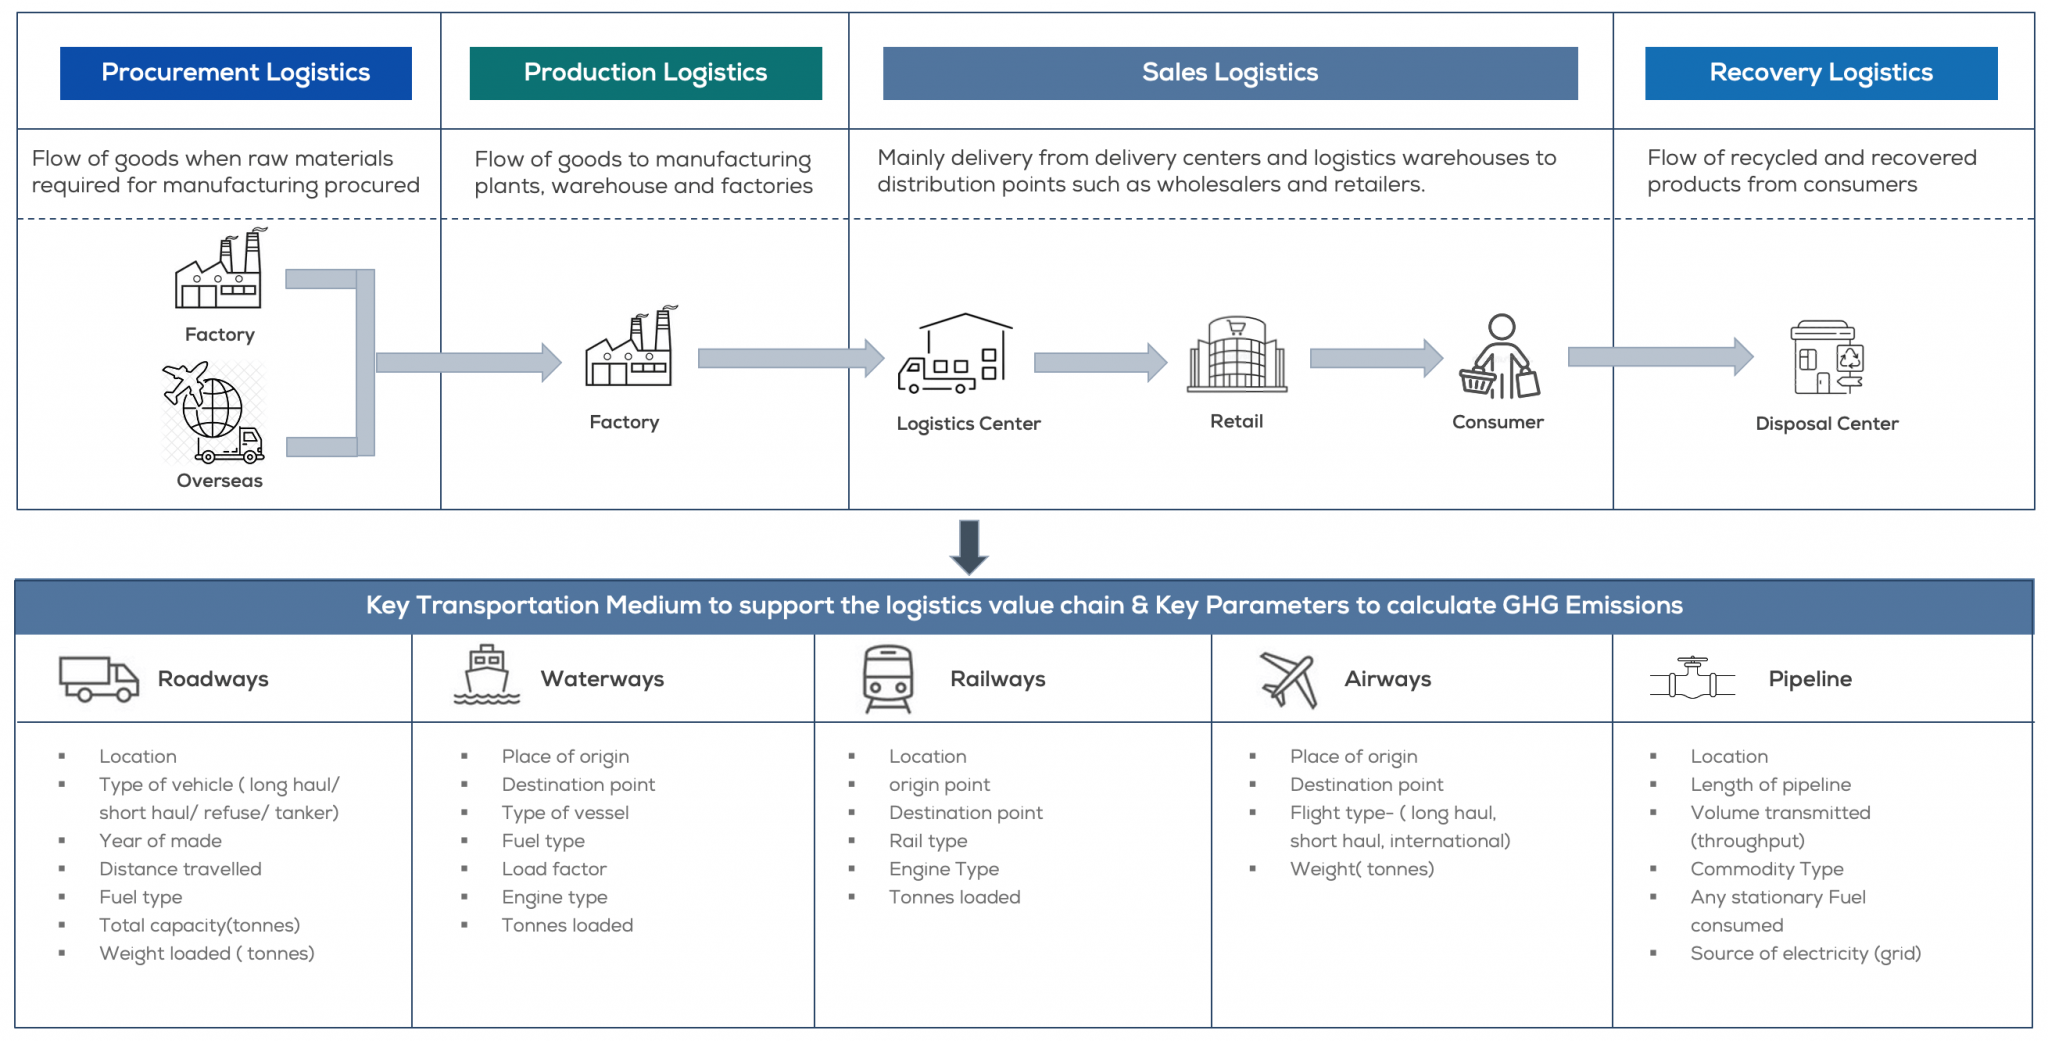 Procurement Logistics
Production Logistics
Sales Logistics
Recovery Logistics
Flow of goods when raw materials
required for manufacturing procured
Flow of goods to manufacturing
plants, warehouse and factories
Mainly delivery from delivery centers and logistics warehouses to
distribution points such as wholesalers and retailers.
Flow of recycled and recovered
products from consumers
Factory
Overseas
Factory
Logistics Center
Retail
Consumer
Disposal Center
Key Transportation Medium to support the logistics value chain & Key Parameters to calculate GHG Emissions
Roadways
Waterways
Railways
Airways
Pipeline
▪ Location
▪ Type of vehicle ( long haul/
short haul/ refuse/ tanker)
▪ Year of made
▪ Distance travelled
▪ Fuel type
▪ Total capacity(tonnes)
▪ Weight loaded ( tonnes)
▪ Place of origin
▪ Destination point
▪ Type of vessel
▪ Fuel type
▪ Load factor
▪ Engine type
▪ Tonnes loaded
▪ Location
▪ origin point
▪ Destination point
▪ Rail type
▪ Engine Type
▪ Tonnes loaded
▪ Place of origin
▪ Destination point
▪ Flight type- ( long haul,
short haul, international)
▪ Weight( tonnes)
▪ Location
▪ Length of pipeline
▪ Volume transmitted
(throughput)
▪ Commodity Type
▪ Any stationary Fuel
consumed
▪ Source of electricity (grid)